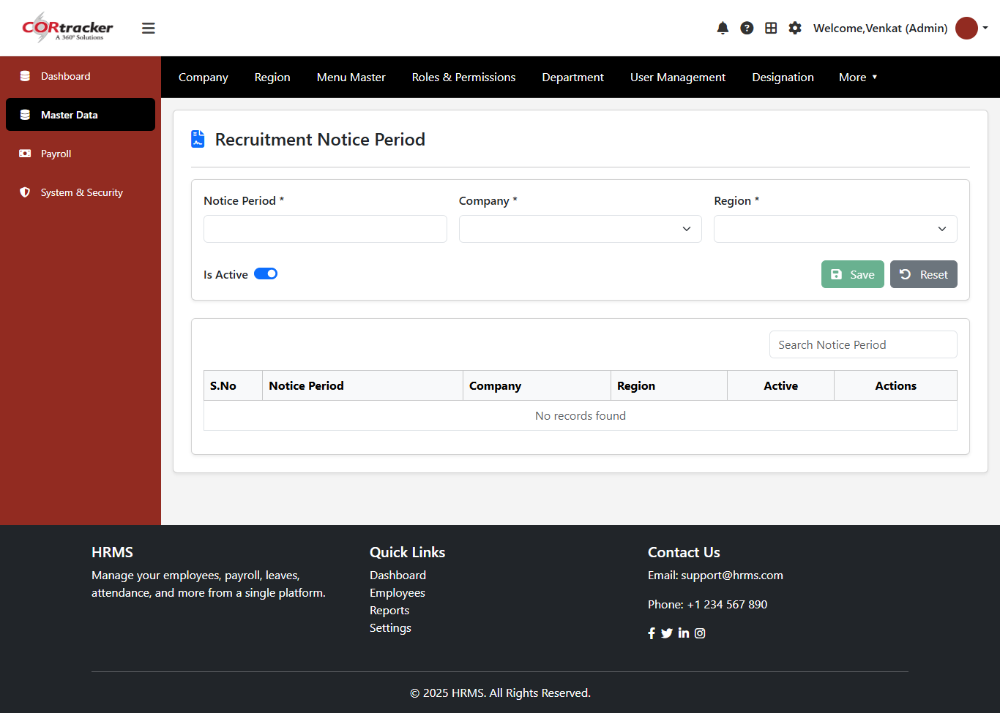 CORtracker
A 360° Solutions
Welcome,Venkat (Admin)
Dashboard
Master Data
Payroll
System & Security
Company Region Menu Master Roles & Permissions Department User Management Designation More
Recruitment Notice Period
Notice Period * Company * Region *
Is Active
Save Reset
Search Notice Period
S.No Notice Period Company Region Active Actions
No records found
HRMS
Manage your employees, payroll, leaves,
attendance, and more from a single platform.
Quick Links
Dashboard
Employees
Reports
Settings
Contact Us
Email: support@hrms.com
Phone: +1 234 567 890
© 2025 HRMS. All Rights Reserved.